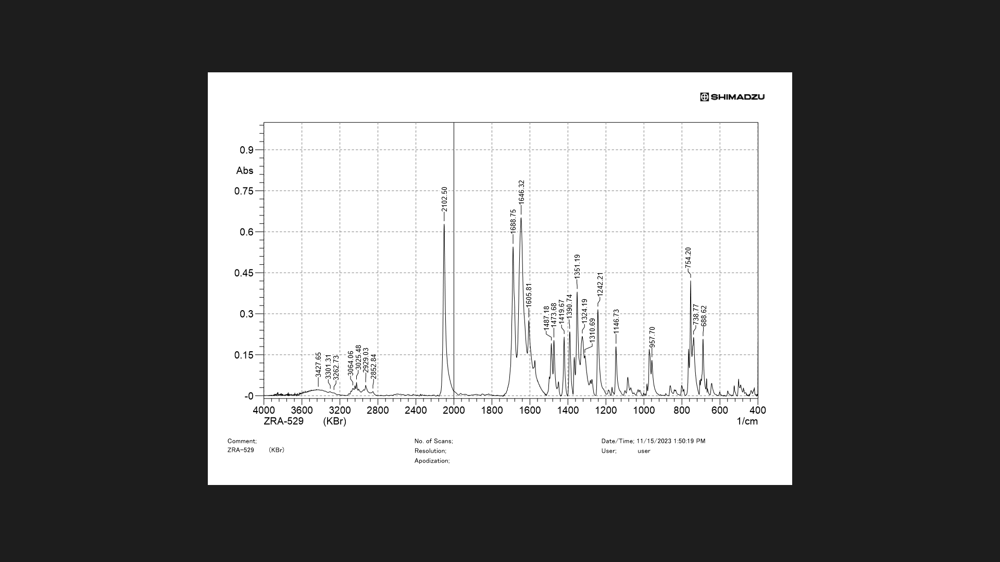 SHIMADZU
0.9
Abs
0.75
0.6
0.45
0.3
0.15
-0
3427.65
3301.31
3262.73
3064.06
3025.48
2929.03
2852.84
2102.50
1688.75
1646.32
1605.81
1487.18
1473.68
1419.67
1390.74
1351.19
1324.19
1310.69
1242.21
1146.73
957.70
754.20
738.77
688.62
4000 3600 3200 2800 2400 2000 1800 1600 1400 1200 1000 800 600 400
ZRA-529 (KBr) 1/cm
Comment;
ZRA-529 (KBr)
No. of Scans;
Resolution;
Apodization;
Date/Time; 11/15/2023 1:50:19 PM
User; user